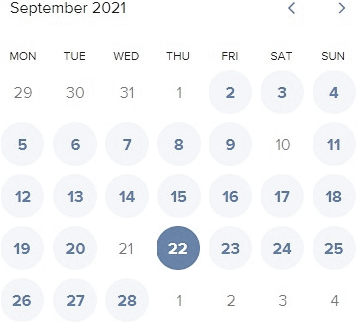 September 2021
MON TUE WED THU FRI SAT SUN
29 30 31 1 2 3 4
5 6 7 8 9 10 11
12 13 14 15 16 17 18
19 20 21 22 23 24 25
26 27 28 1 2 3 4